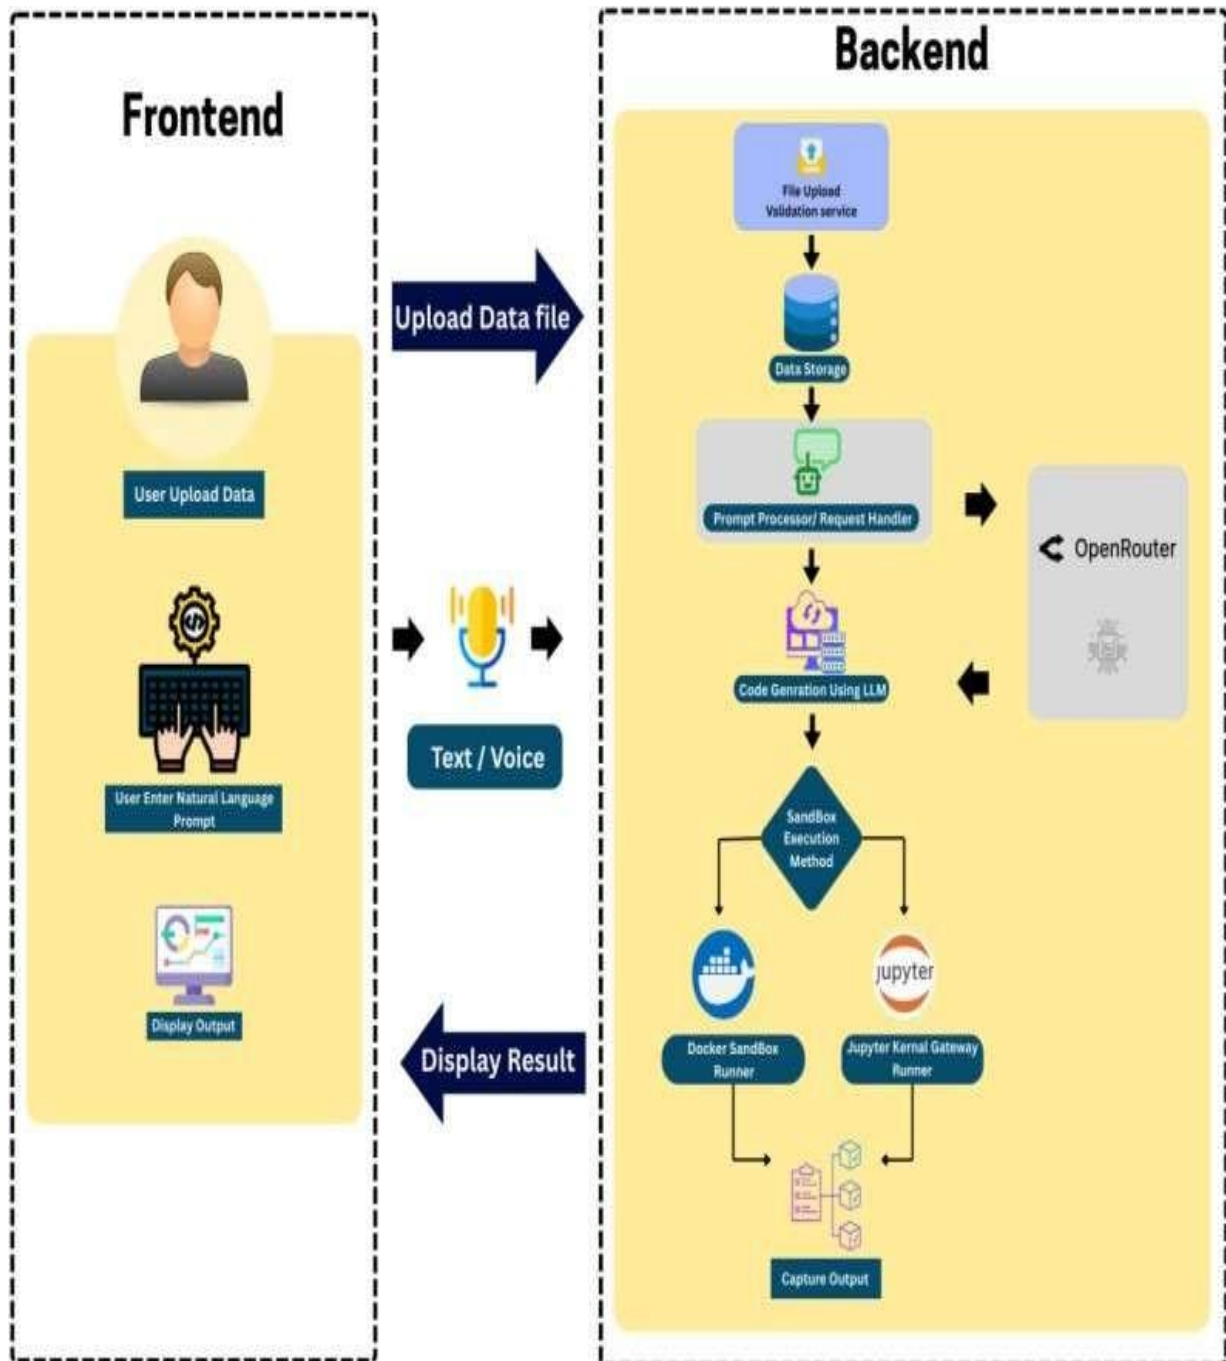 Frontend
User Upload Data
User Enter Natural Language
Prompt
Display Output
Upload Data file
Text / Voice
Display Result
Backend
File Upload
Validation service
Data Storage
Prompt Processor/ Request Handler
OpenRouter
Code Genration Using LLM
SandBox
Execution
Method
jupyter
Docker SandBox
Runner
Jupyter Kernal Gateway
Runner
Capture Output